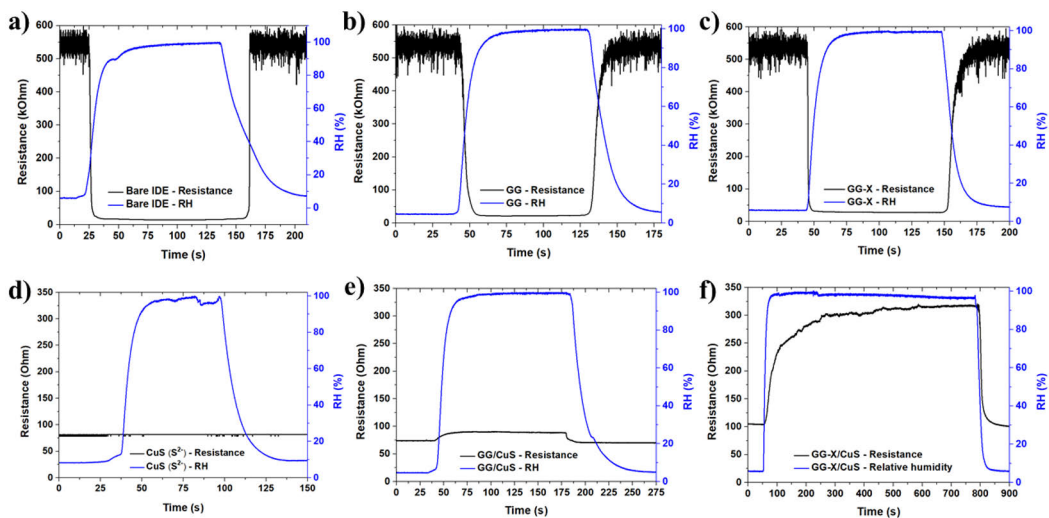 a)
600
500
400
300
200
100
0
Resistance (kOhm)
100
80
60
40
20
0
RH (%)
Bare IDE - Resistance
Bare IDE - RH
0 25 50 75 100 125 150 175 200
Time (s)
b)
600
500
400
300
200
100
0
Resistance (kOhm)
100
80
60
40
20
0
RH (%)
GG - Resistance
GG - RH
0 25 50 75 100 125 150 175
Time (s)
c)
600
500
400
300
200
100
0
Resistance (kOhm)
100
80
60
40
20
0
RH (%)
GG-X - Resistance
GG-X - RH
0 25 50 75 100 125 150 175 200
Time (s)
d)
350
300
250
200
150
100
50
0
Resistance (Ohm)
100
80
60
40
20
0
RH (%)
CuS (S²⁻) - Resistance
CuS (S²⁻) - RH
0 25 50 75 100 125 150
Time (s)
e)
350
300
250
200
150
100
50
0
Resistance (Ohm)
100
80
60
40
20
0
RH (%)
GG/CuS - Resistance
GG/CuS - RH
0 25 50 75 100 125 150 175 200 225 250 275
Time (s)
f)
350
300
250
200
150
100
50
0
Resistance (Ohm)
100
80
60
40
20
0
RH (%)
GG-X/CuS - Resistance
GG-X/CuS - Relative humidity
0 100 200 300 400 500 600 700 800 900
Time (s)